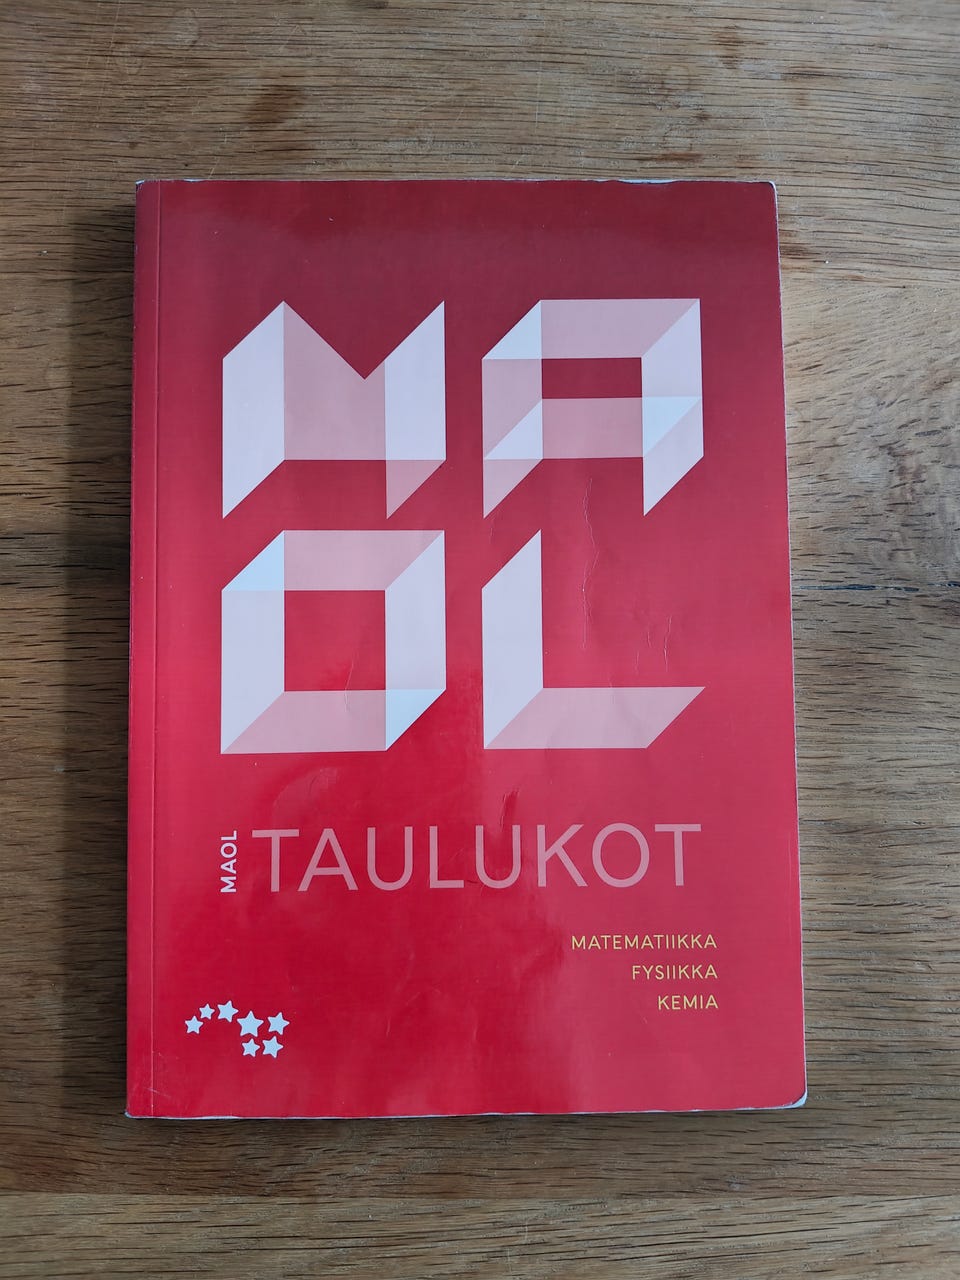 MA
OL
MAOL TAULUKOT
MATEMATIIKKA
FYSIIKKA
KEMIA